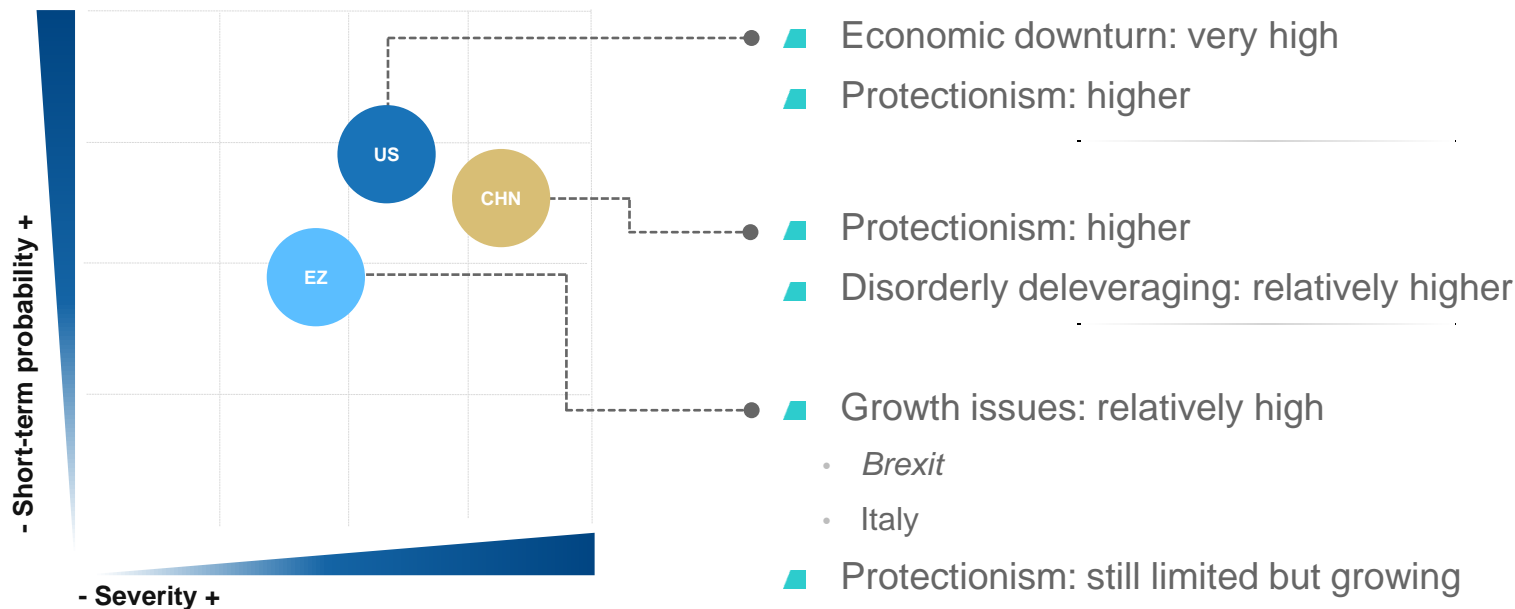 - Short-term probability +
US
CHN
EZ
- Severity +
Economic downturn: very high
Protectionism: higher
Protectionism: higher
Disorderly deleveraging: relatively higher
Growth issues: relatively high
Brexit
Italy
Protectionism: still limited but growing